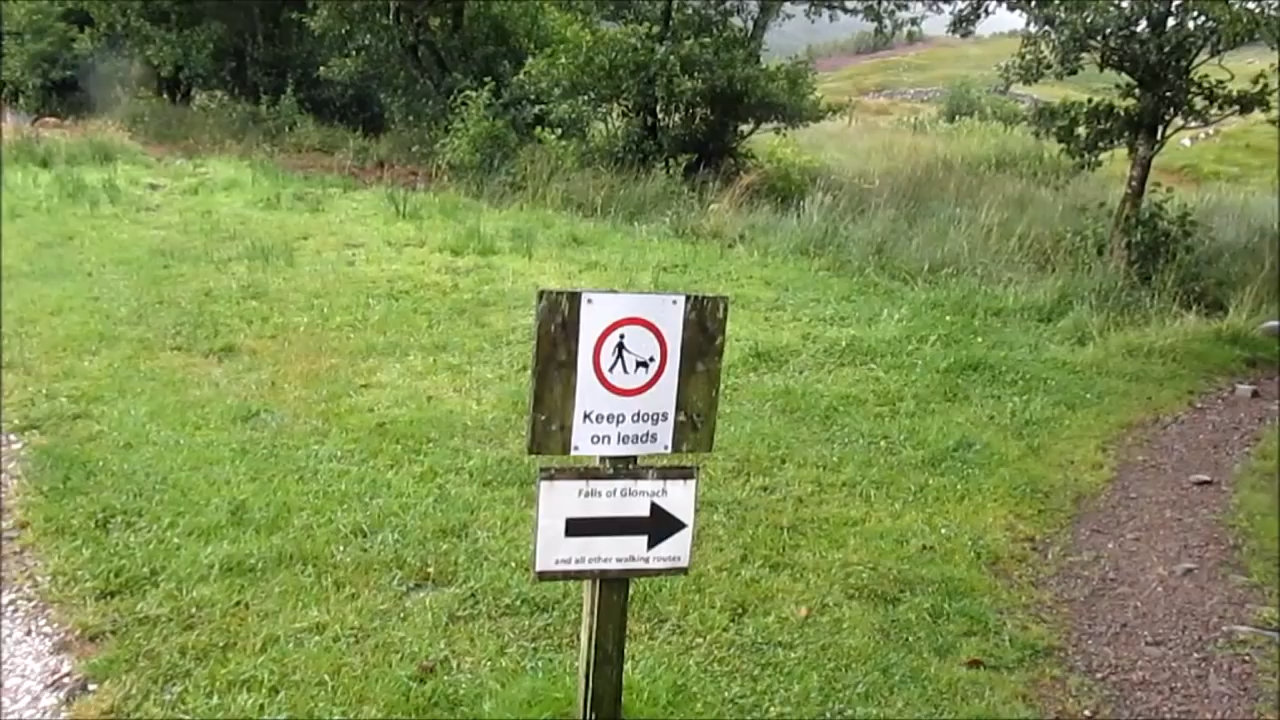 Keep dogs
on leads
Falls of Glomach
and all other walking routes